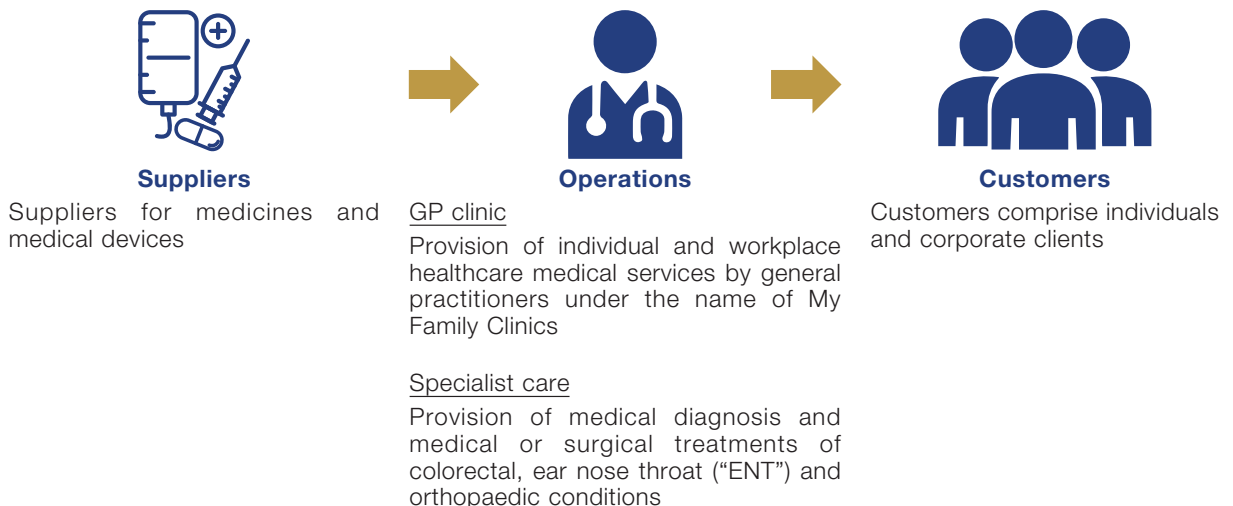 Suppliers
Suppliers for medicines and
medical devices
Operations
GP clinic
Provision of individual and workplace
healthcare medical services by general
practitioners under the name of My
Family Clinics
Specialist care
Provision of medical diagnosis and
medical or surgical treatments of
colorectal, ear nose throat (“ENT”) and
orthopaedic conditions
Customers
Customers comprise individuals
and corporate clients